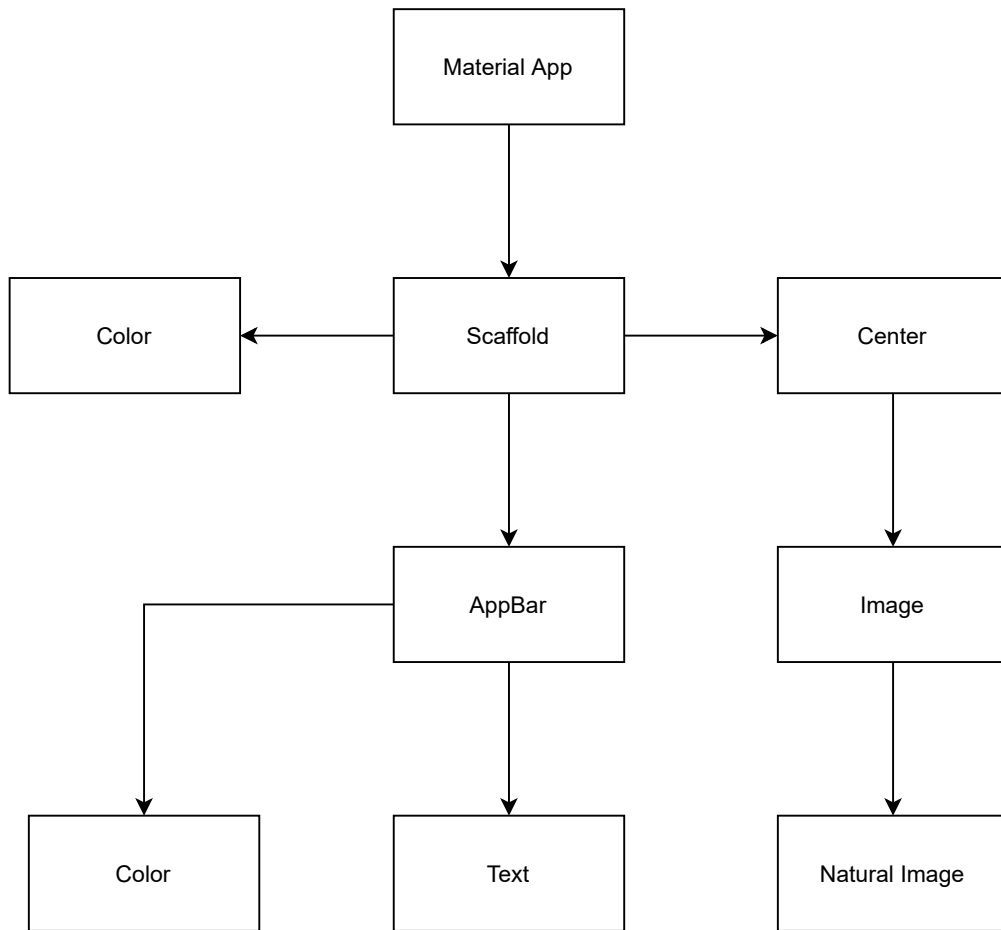 Material App
Color
Scaffold
Center
AppBar
Image
Color
Text
Natural Image